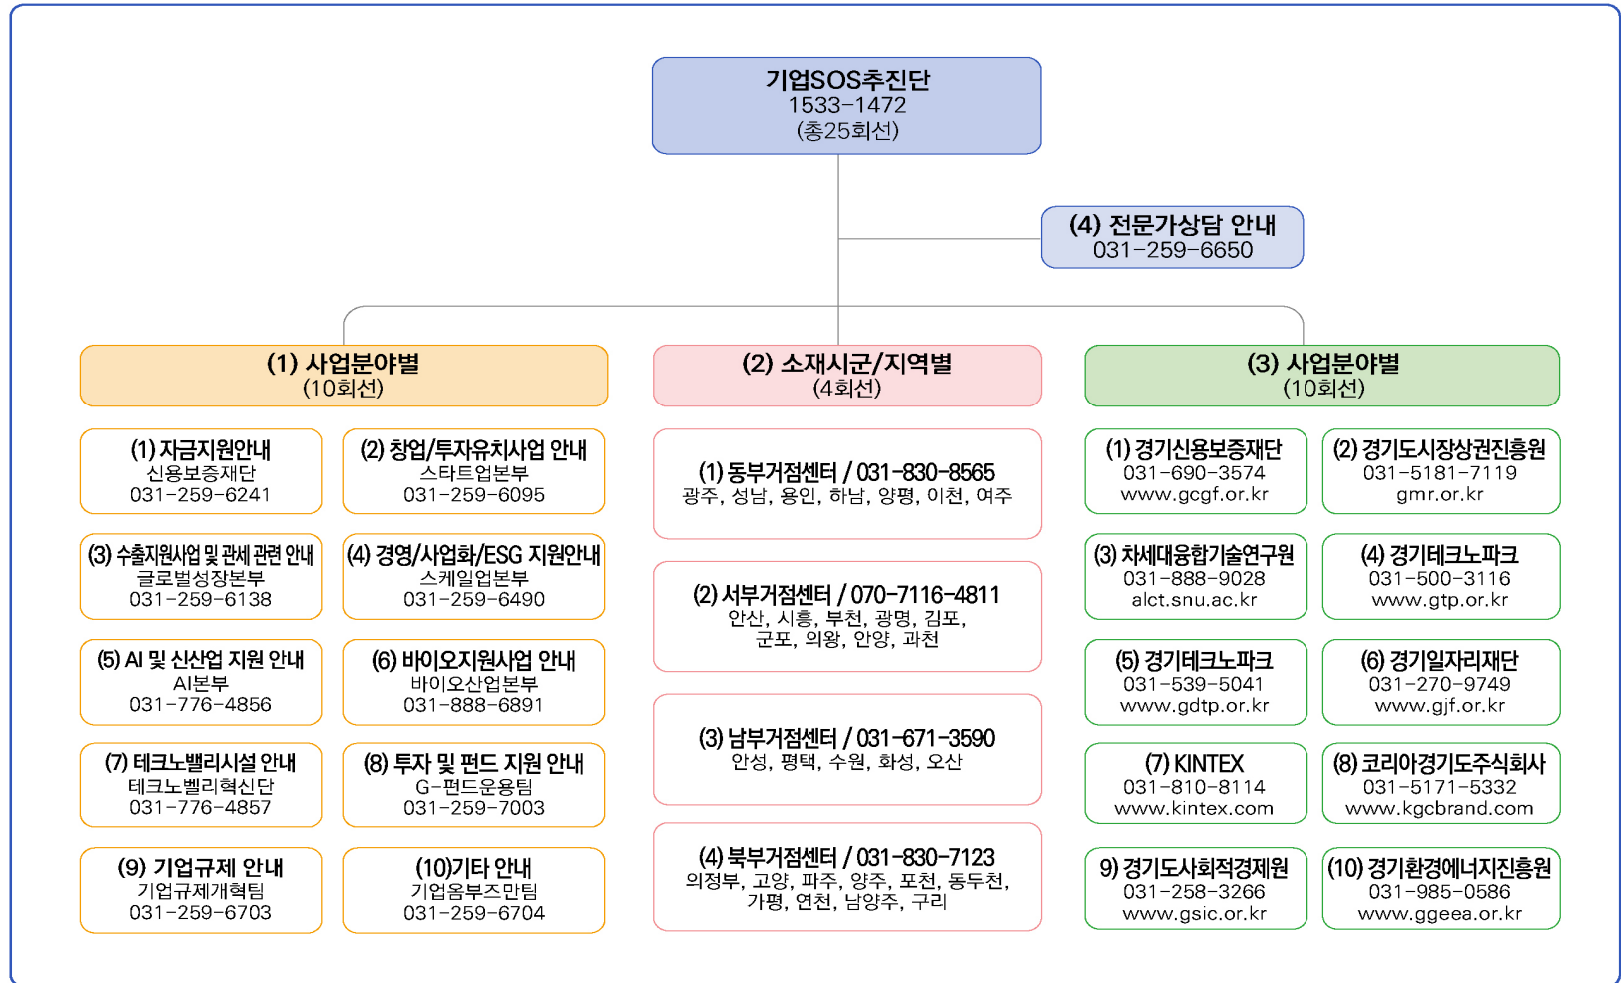 기업SOS추진단
1533-1472
(총25회선)
(4) 전문가상담 안내
031-259-6650
(1) 사업분야별
(10회선)
(1) 자금지원안내
신용보증재단
031-259-6241
(2) 창업/투자유치사업 안내
스타트업본부
031-259-6095
(3) 수출지원사업 및 관세 관련 안내
글로벌성장본부
031-259-6138
(4) 경영/사업화/ESG 지원안내
스케일업본부
031-259-6490
(5) AI 및 신산업 지원 안내
AI본부
031-776-4856
(6) 바이오지원사업 안내
바이오산업본부
031-888-6891
(7) 테크노밸리시설 안내
테크노벨리혁신단
031-776-4857
(8) 투자 및 펀드 지원 안내
G-펀드운용팀
031-259-7003
(9) 기업규제 안내
기업규제개혁팀
031-259-6703
(10)기타 안내
기업옴부즈만팀
031-259-6704
(2) 소재시군/지역별
(4회선)
(1) 동부거점센터 / 031-830-8565
광주, 성남, 용인, 하남, 양평, 이천, 여주
(2) 서부거점센터 / 070-7116-4811
안산, 시흥, 부천, 광명, 김포,
군포, 의왕, 안양, 과천
(3) 남부거점센터 / 031-671-3590
안성, 평택, 수원, 화성, 오산
(4) 북부거점센터 / 031-830-7123
의정부, 고양, 파주, 양주, 포천, 동두천,
가평, 연천, 남양주, 구리
(3) 사업분야별
(10회선)
(1) 경기신용보증재단
031-690-3574
www.gcgf.or.kr
(2) 경기도시장상권진흥원
031-5181-7119
gmr.or.kr
(3) 차세대융합기술연구원
031-888-9028
alct.snu.ac.kr
(4) 경기테크노파크
031-500-3116
www.gtp.or.kr
(5) 경기테크노파크
031-539-5041
www.gdtp.or.kr
(6) 경기일자리재단
031-270-9749
www.gjf.or.kr
(7) KINTEX
031-810-8114
www.kintex.com
(8) 코리아경기도주식회사
031-5171-5332
www.kgcbrand.com
9) 경기도사회적경제원
031-258-3266
www.gsic.or.kr
(10) 경기환경에너지진흥원
031-985-0586
www.ggeea.or.kr